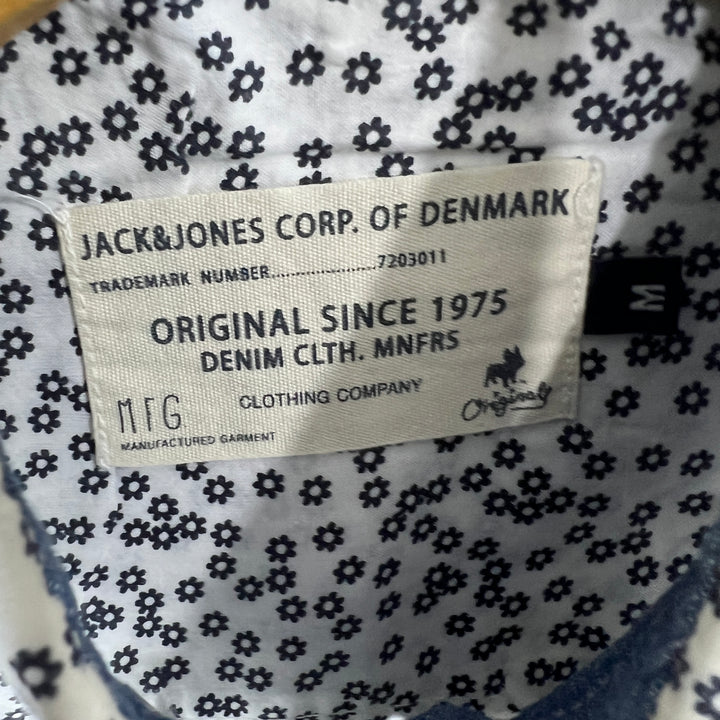 JACK&JONES CORP. OF DENMARK
TRADEMARK NUMBER.....................7203011
ORIGINAL SINCE 1975
DENIM CLTH. MNFRS
MFG CLOTHING COMPANY
MANUFACTURED GARMENT
Originals
M